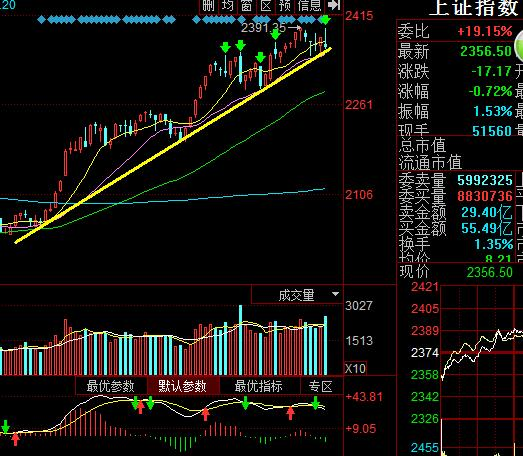 .20
删 均 窗 区 预 信息
2415
2391.35
2261
2106
成交量
3027
1513
X10
最优参数 默认参数 最优指标 专区
+43.81
+9.05
上证指数
委比 +19.15%
最新 2356.50
涨跌 -17.17 开
涨幅 -0.72% 最
振幅 1.53% 最
现手 51560
总市值
流通市值
委卖量 5992325
委买量 8830736
卖金额 29.40亿
买金额 55.49亿
换手 1.35%
均价 8.21
现价 2356.50
2421
2405
2389
2374
2358
2342
2326
2455